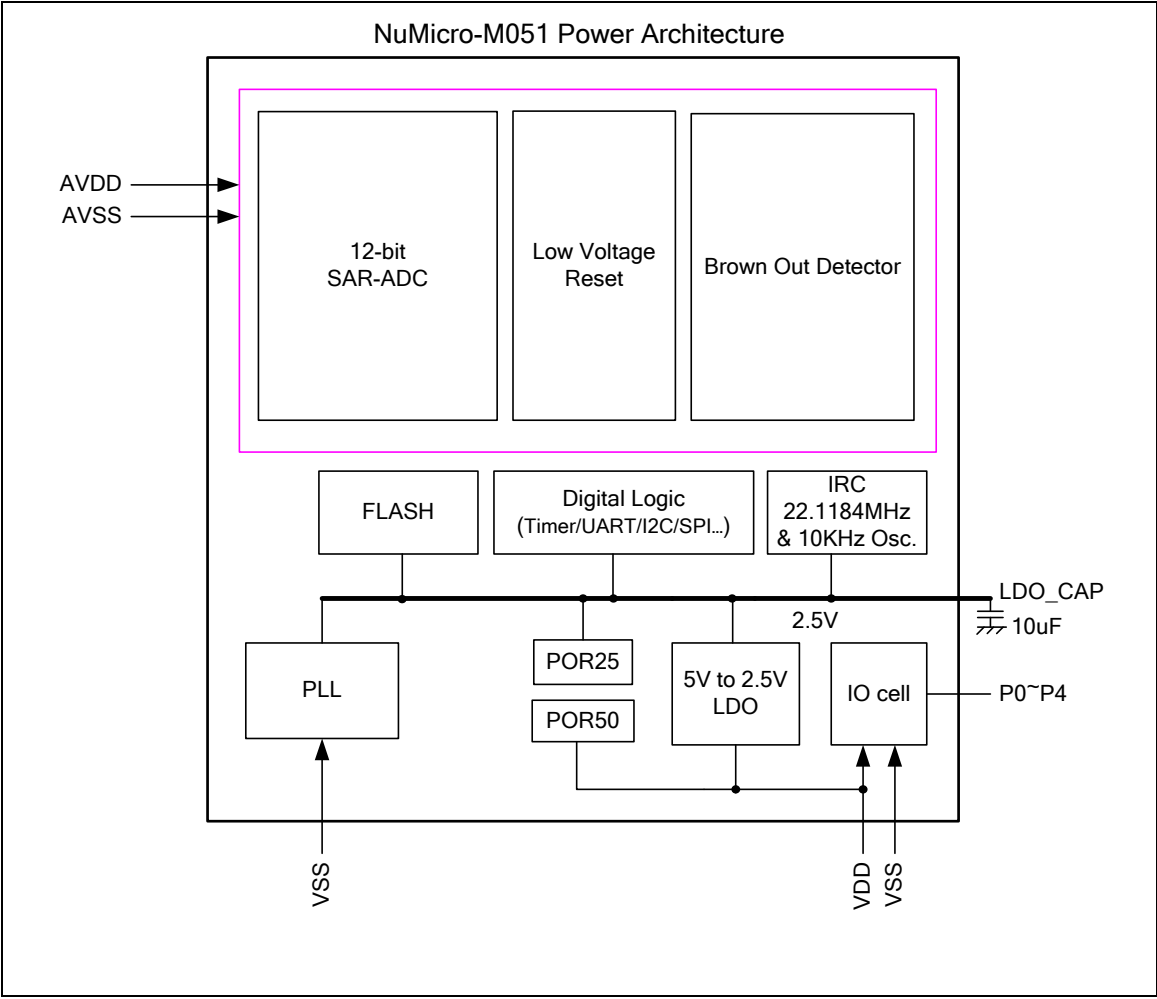 NuMicro-M051 Power Architecture
AVDD
AVSS
12-bit
SAR-ADC
Low Voltage
Reset
Brown Out Detector
FLASH
Digital Logic
(Timer/UART/I2C/SPI...)
IRC
22.1184MHz
& 10KHz Osc.
LDO_CAP
2.5V
10uF
PLL
POR25
POR50
5V to 2.5V
LDO
IO cell
P0~P4
VSS
VDD
VSS